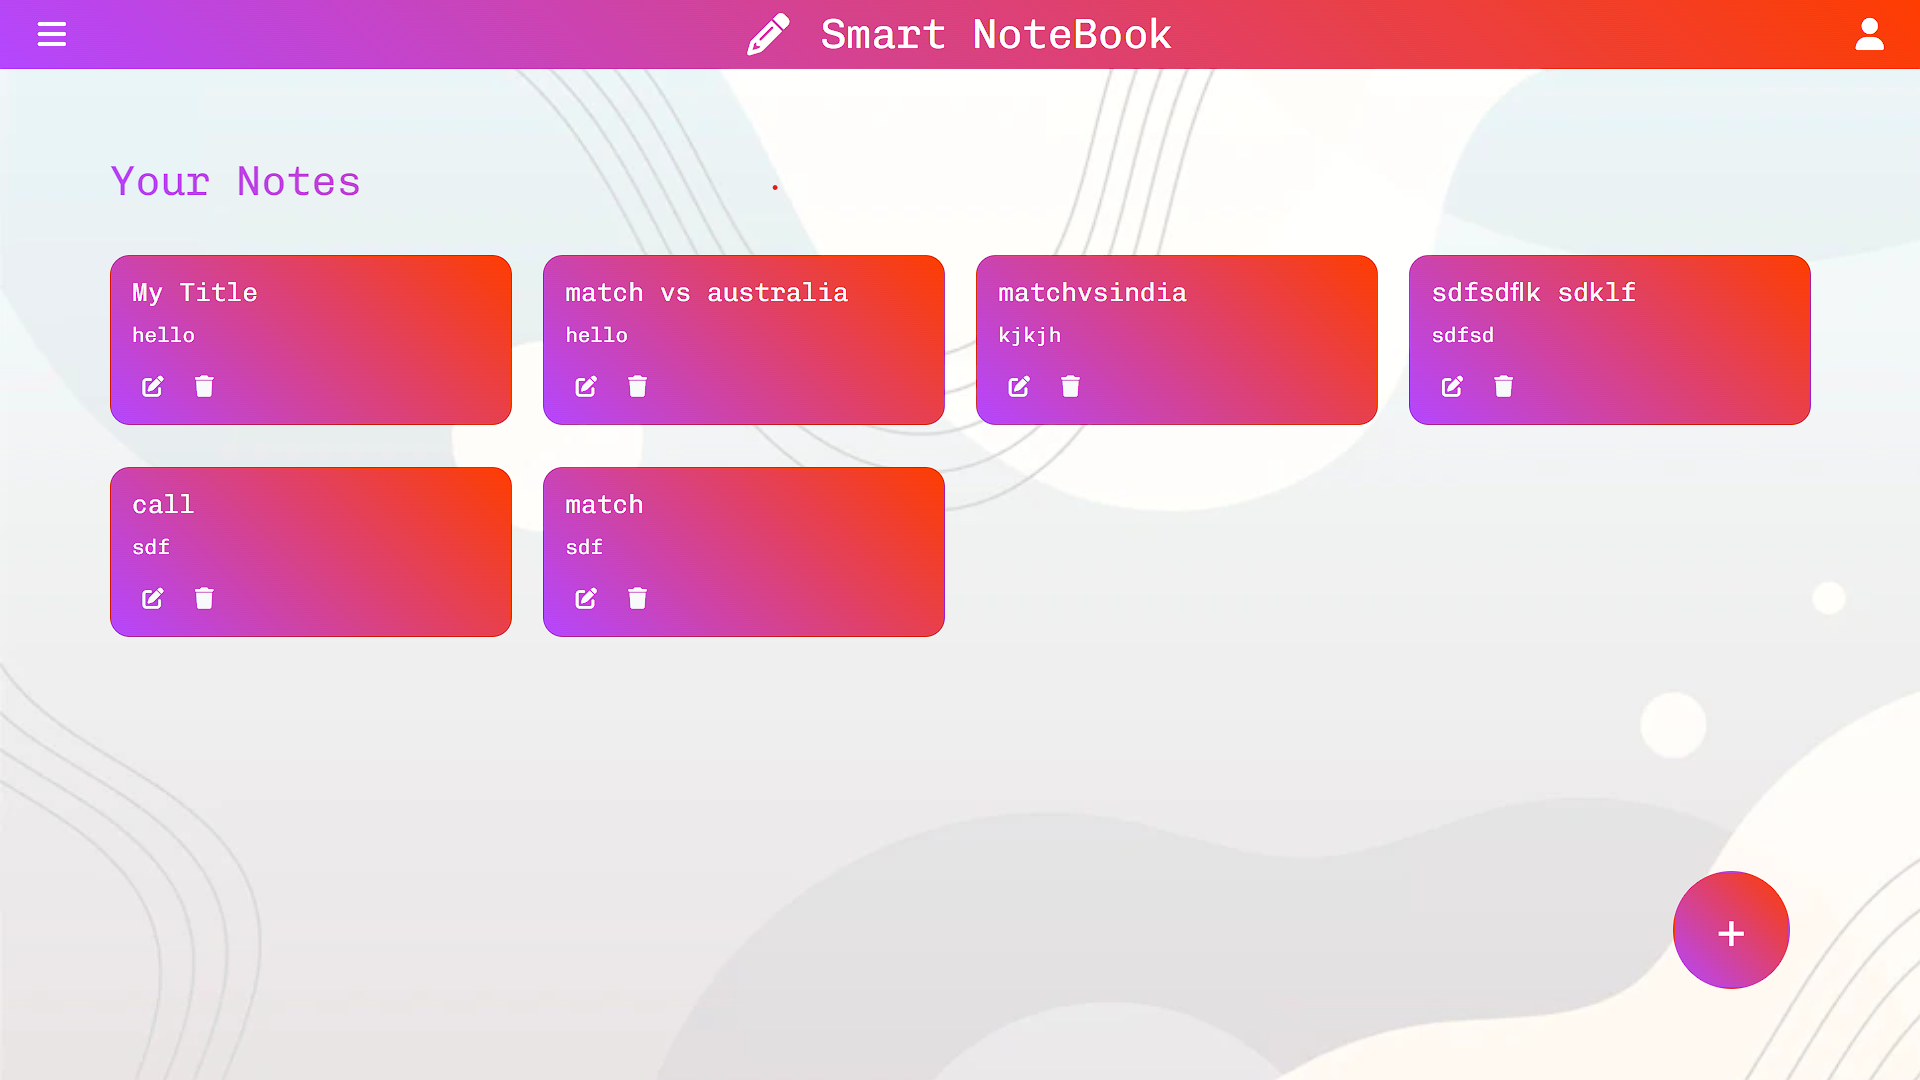 Smart NoteBook
Your Notes
My Title
hello
match vs australia
hello
matchvsindia
kjkjh
sdfsdflk sdklf
sdfsd
call
sdf
match
sdf
+